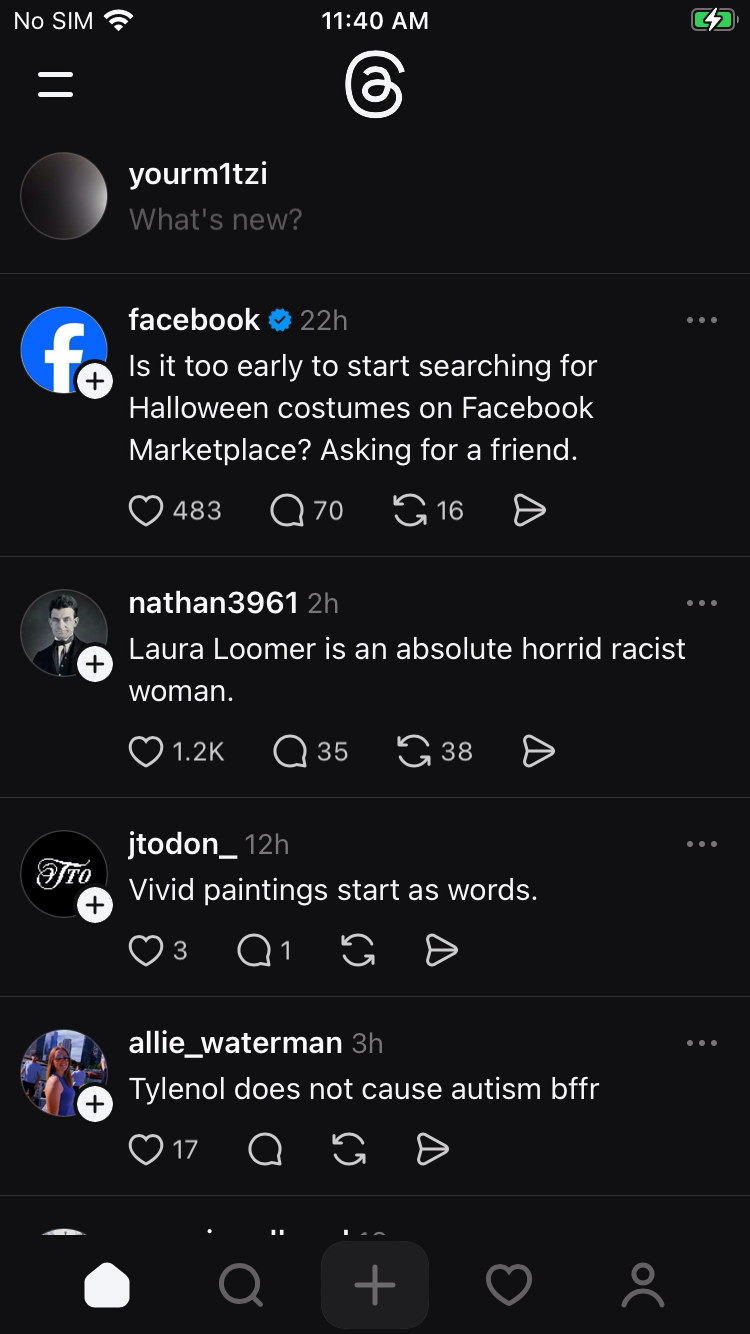 No SIM 11:40 AM
yourm1tzi
What's new?
facebook 22h
Is it too early to start searching for
Halloween costumes on Facebook
Marketplace? Asking for a friend.
483 70 16
nathan3961 2h
Laura Loomer is an absolute horrid racist
woman.
1.2K 35 38
JTO
jtodon_ 12h
Vivid paintings start as words.
3 1
allie_waterman 3h
Tylenol does not cause autism bffr
17